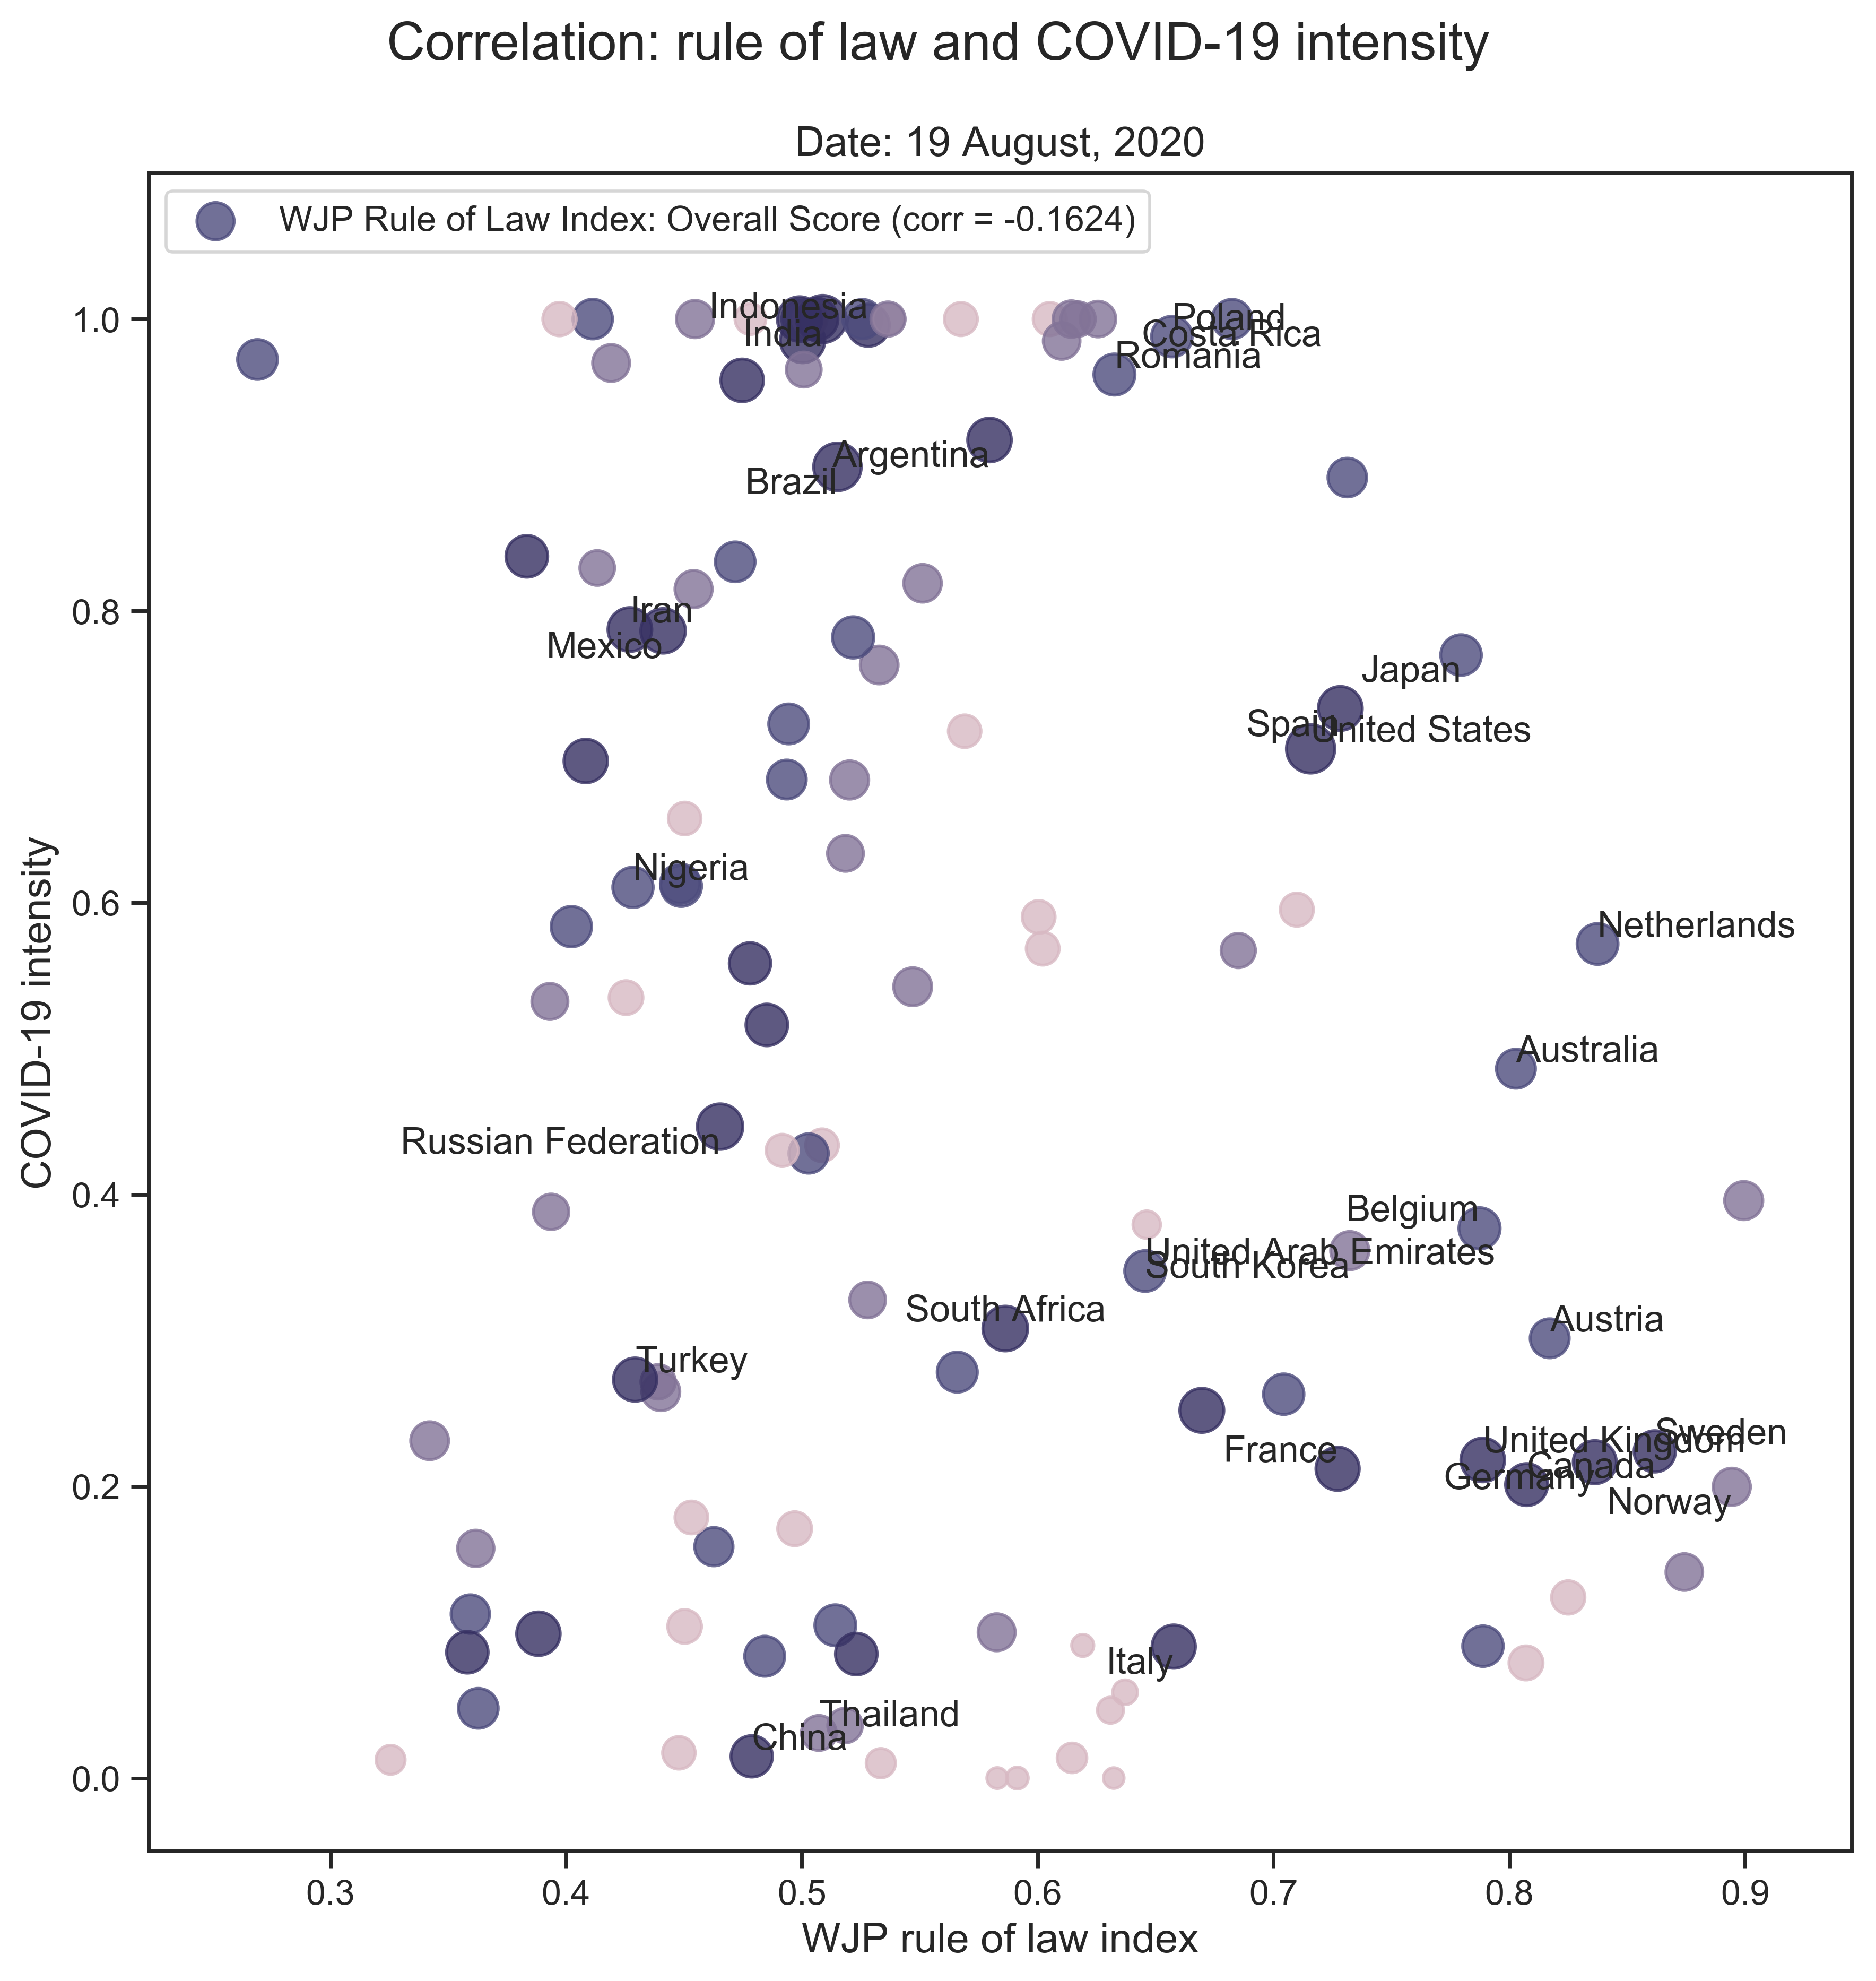 Correlation: rule of law and COVID-19 intensity
Date: 19 August, 2020
WJP Rule of Law Index: Overall Score (corr = -0.1624)
Indonesia
Poland
India
Costa Rica
Romania
Argentina
Brazil
Iran
Mexico
Japan
Spain
United States
Nigeria
Netherlands
Australia
Russian Federation
Belgium
United Arab Emirates
South Korea
South Africa
Austria
Turkey
Sweden
United Kingdom
France
Canada
Germany
Norway
Italy
Thailand
China
1.0
0.8
0.6
0.4
0.2
0.0
COVID-19 intensity
0.3
0.4
0.5
0.6
0.7
0.8
0.9
WJP rule of law index